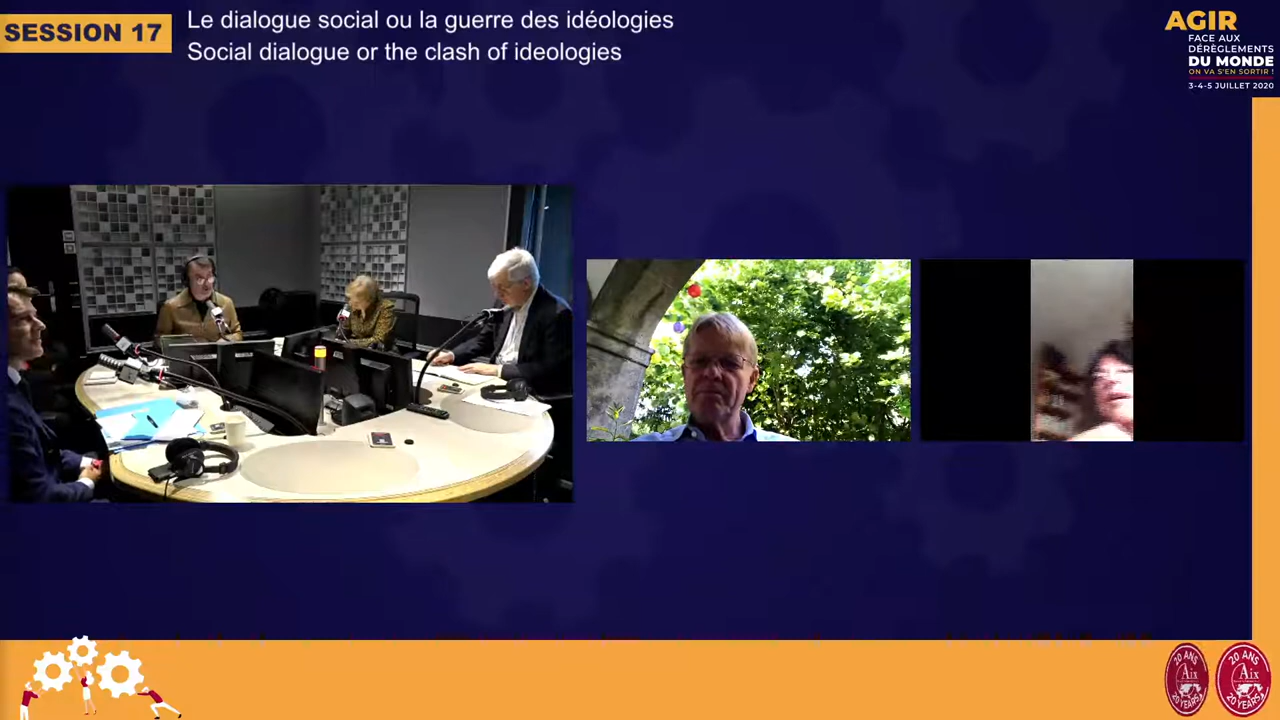 SESSION 17
Le dialogue social ou la guerre des idéologies
Social dialogue or the clash of ideologies
AGIR
FACE AUX
DÉRÈGLEMENTS
DU MONDE
ON VA S'EN SORTIR !
3-4-5 JUILLET 2020
20 ANS
Aix
20 YEARS
20 ANS
Aix
20 YEARS